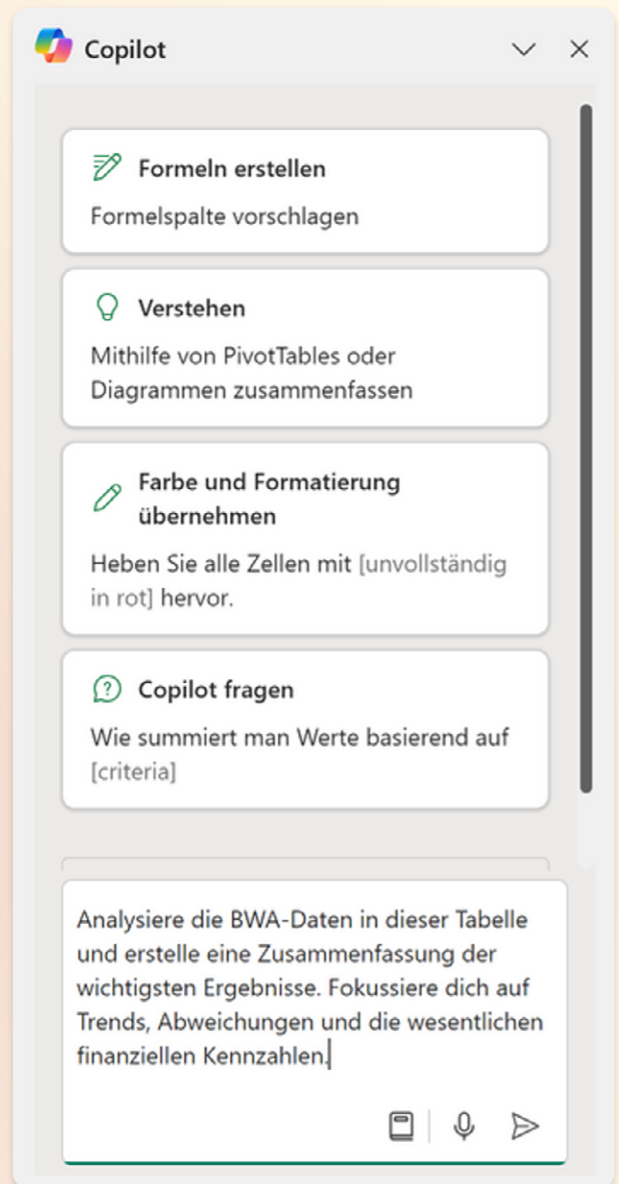 Copilot
Formeln erstellen
Formelspalte vorschlagen
Verstehen
Mithilfe von PivotTables oder
Diagrammen zusammenfassen
Farbe und Formatierung
übernehmen
Heben Sie alle Zellen mit [unvollständig
in rot] hervor.
Copilot fragen
Wie summiert man Werte basierend auf
[criteria]
Analysiere die BWA-Daten in dieser Tabelle
und erstelle eine Zusammenfassung der
wichtigsten Ergebnisse. Fokussiere dich auf
Trends, Abweichungen und die wesentlichen
finanziellen Kennzahlen.